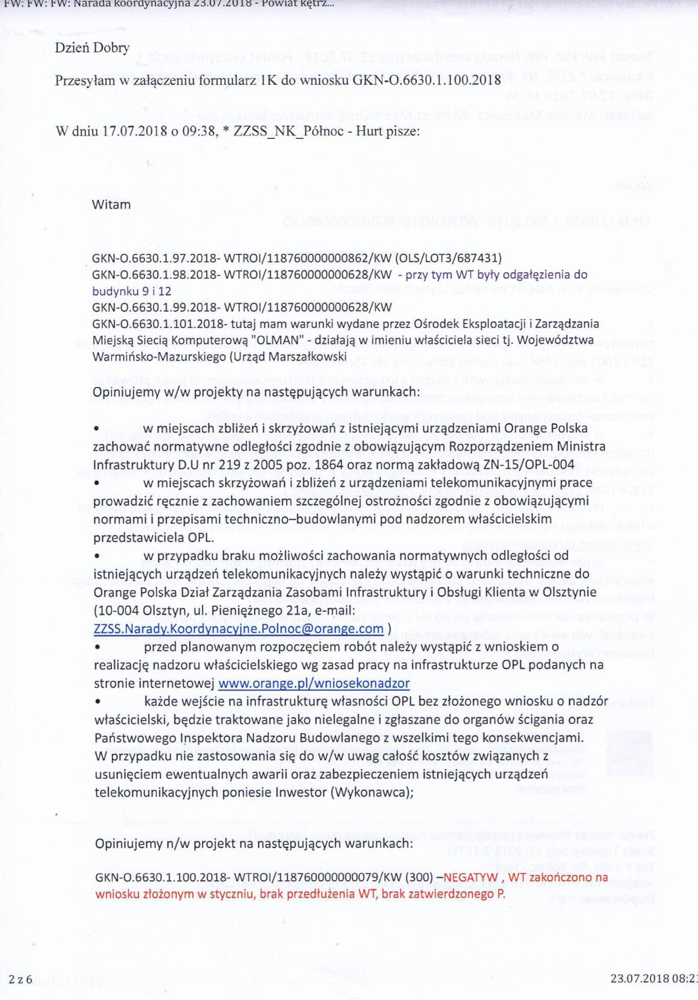 FW: FW: FW: Narada koordynacyjna 23.07.2018 - Powiat kętrz...
Dzień Dobry
Przesyłam w załączeniu formularz 1K do wniosku GKN-O.6630.1.100.2018
W dniu 17.07.2018 o 09:38, * ZZSS_NK_Północ - Hurt pisze:
Witam
GKN-O.6630.1.97.2018- WTROI/118760000000862/KW (OLS/LOT3/687431)
GKN-O.6630.1.98.2018- WTROI/118760000000628/KW - przy tym WT były odgałęzienia do
budynku 9 i 12
GKN-O.6630.1.99.2018- WTROI/118760000000628/KW
GKN-O.6630.1.101.2018- tutaj mam warunki wydane przez Ośrodek Eksploatacji i Zarządzania
Miejską Siecią Komputerową "OLMAN" - działają w imieniu właściciela sieci tj. Województwa
Warmińsko-Mazurskiego (Urząd Marszałkowski
Opiniujemy w/w projekty na następujących warunkach:
• w miejscach zbliżeń i skrzyżowań z istniejącymi urządzeniami Orange Polska
zachować normatywne odległości zgodnie z obowiązującym Rozporządzeniem Ministra
Infrastruktury D.U nr 219 z 2005 poz. 1864 oraz normą zakładową ZN-15/OPL-004
• w miejscach skrzyżowań i zbliżeń z urządzeniami telekomunikacyjnymi prace
prowadzić ręcznie z zachowaniem szczególnej ostrożności zgodnie z obowiązującymi
normami i przepisami techniczno–budowlanymi pod nadzorem właścicielskim
przedstawiciela OPL.
• w przypadku braku możliwości zachowania normatywnych odległości od
istniejących urządzeń telekomunikacyjnych należy wystąpić o warunki techniczne do
Orange Polska Dział Zarządzania Zasobami Infrastruktury i Obsługi Klienta w Olsztynie
(10-004 Olsztyn, ul. Pieniężnego 21a, e-mail:
ZZSS.Narady.Koordynacyjne.Polnoc@orange.com )
• przed planowanym rozpoczęciem robót należy wystąpić z wnioskiem o
realizację nadzoru właścicielskiego wg zasad pracy na infrastrukturze OPL podanych na
stronie internetowej www.orange.pl/wniosekonadzor
• każde wejście na infrastrukturę własności OPL bez złożonego wniosku o nadzór
właścicielski, będzie traktowane jako nielegalne i zgłaszane do organów ścigania oraz
Państwowego Inspektora Nadzoru Budowlanego z wszelkimi tego konsekwencjami.
W przypadku nie zastosowania się do w/w uwag całość kosztów związanych z
usunięciem ewentualnych awarii oraz zabezpieczeniem istniejących urządzeń
telekomunikacyjnych poniesie Inwestor (Wykonawca);
Opiniujemy n/w projekt na następujących warunkach:
GKN-O.6630.1.100.2018- WTROI/118760000000079/KW (300) –NEGATYW , WT zakończono na
wniosku złożonym w styczniu, brak przedłużenia WT, brak zatwierdzonego P.
2 z 6
23.07.2018 08:21